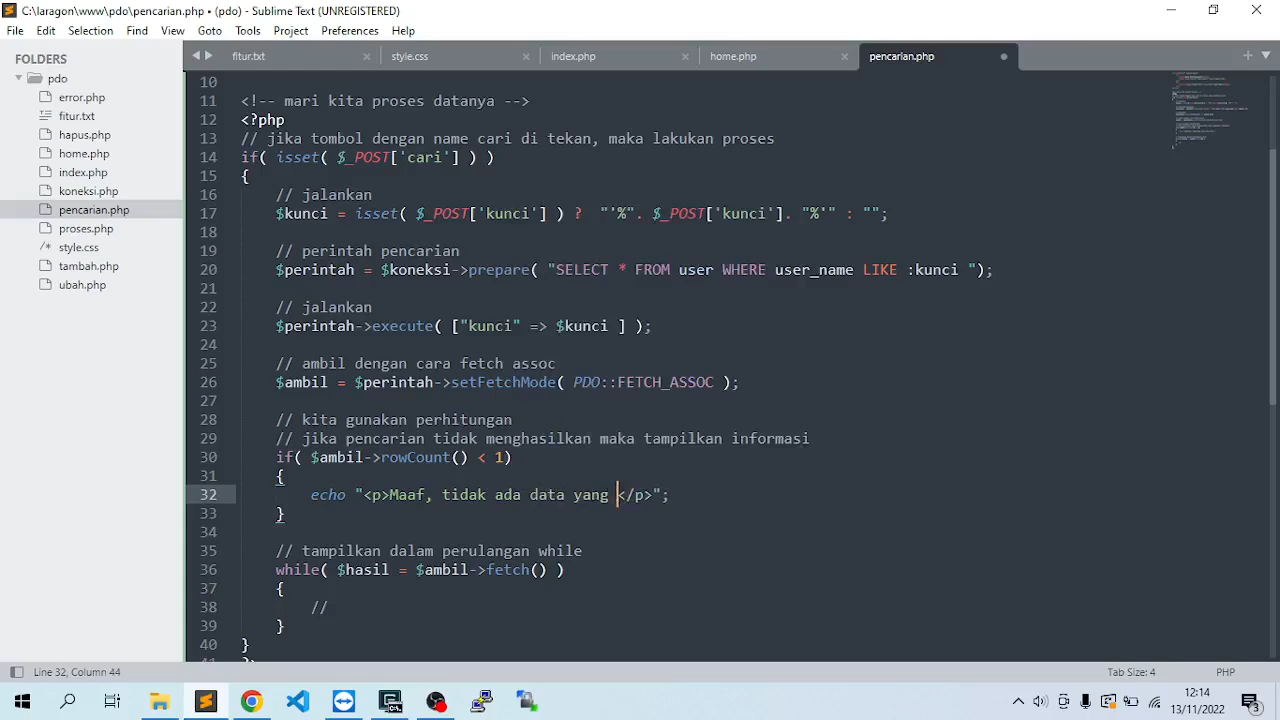 C:\laragon\www\pdo\pencarian.php • (pdo) - Sublime Text (UNREGISTERED)
File Edit Selection Find View Goto Tools Project Preferences Help
FOLDERS
pdo
error.php
fitur.txt
hapus.php
home.php
index.php
koneksi.php
pencarian.php
proses.php
style.css
tambah.php
ubah.php
fitur.txt style.css index.php home.php pencarian.php
10
11 <!-- mari kita proses datanya -->
12 <?php
13 // jika tombol dengan name cari di tekan, maka lakukan proses
14 if( isset( $_POST['cari'] ) )
15 {
16 // jalankan
17 $kunci = isset( $_POST['kunci'] ) ? "'%". $_POST['kunci']. "%'" : "";
18
19 // perintah pencarian
20 $perintah = $koneksi->prepare( "SELECT * FROM user WHERE user_name LIKE :kunci ");
21
22 // jalankan
23 $perintah->execute( ["kunci" => $kunci ] );
24
25 // ambil dengan cara fetch assoc
26 $ambil = $perintah->setFetchMode( PDO::FETCH_ASSOC );
27
28 // kita gunakan perhitungan
29 // jika pencarian tidak menghasilkan maka tampilkan informasi
30 if( $ambil->rowCount() < 1)
31 {
32 echo "<p>Maaf, tidak ada data yang </p>";
33 }
34
35 // tampilkan dalam perulangan while
36 while( $hasil = $ambil->fetch() )
37 {
38 //
39 }
40 }
Line 32, Column 44
Tab Size: 4 PHP
12:14
13/11/2022
3